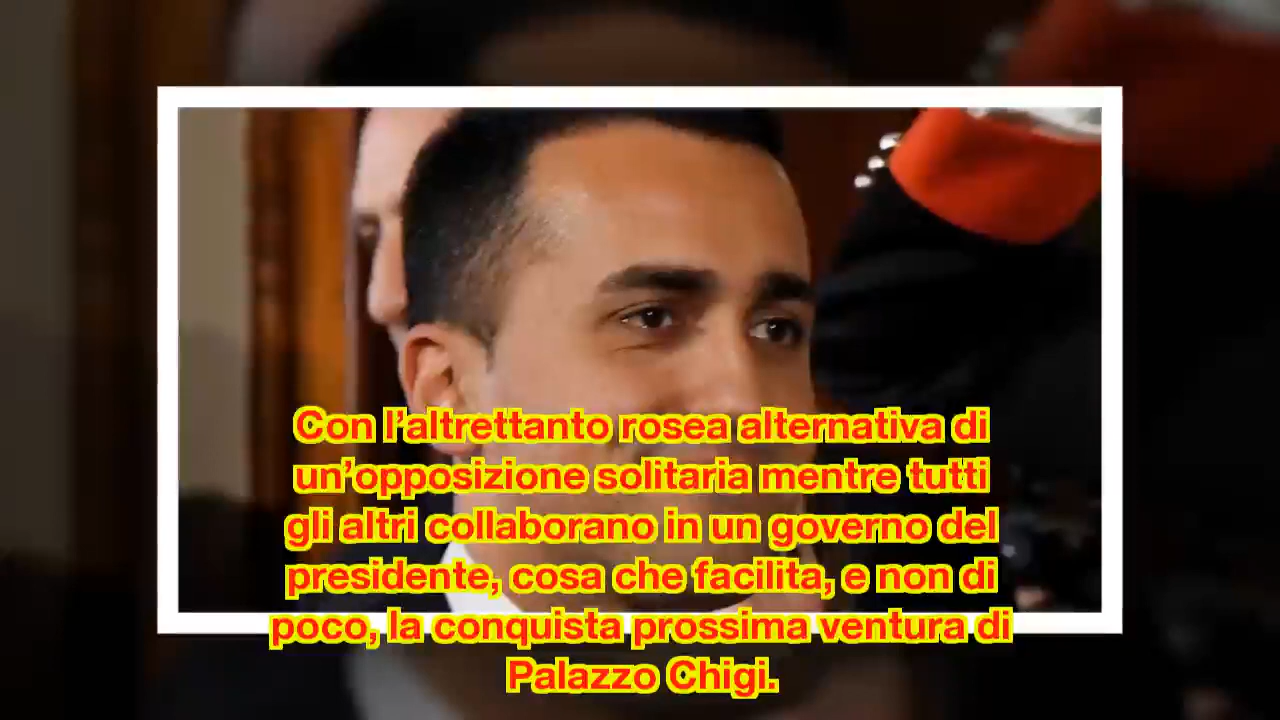 Con l’altrettanto rosea alternativa di
un’opposizione solitaria mentre tutti
gli altri collaborano in un governo del
presidente, cosa che facilita, e non di
poco, la conquista prossima ventura di
Palazzo Chigi.